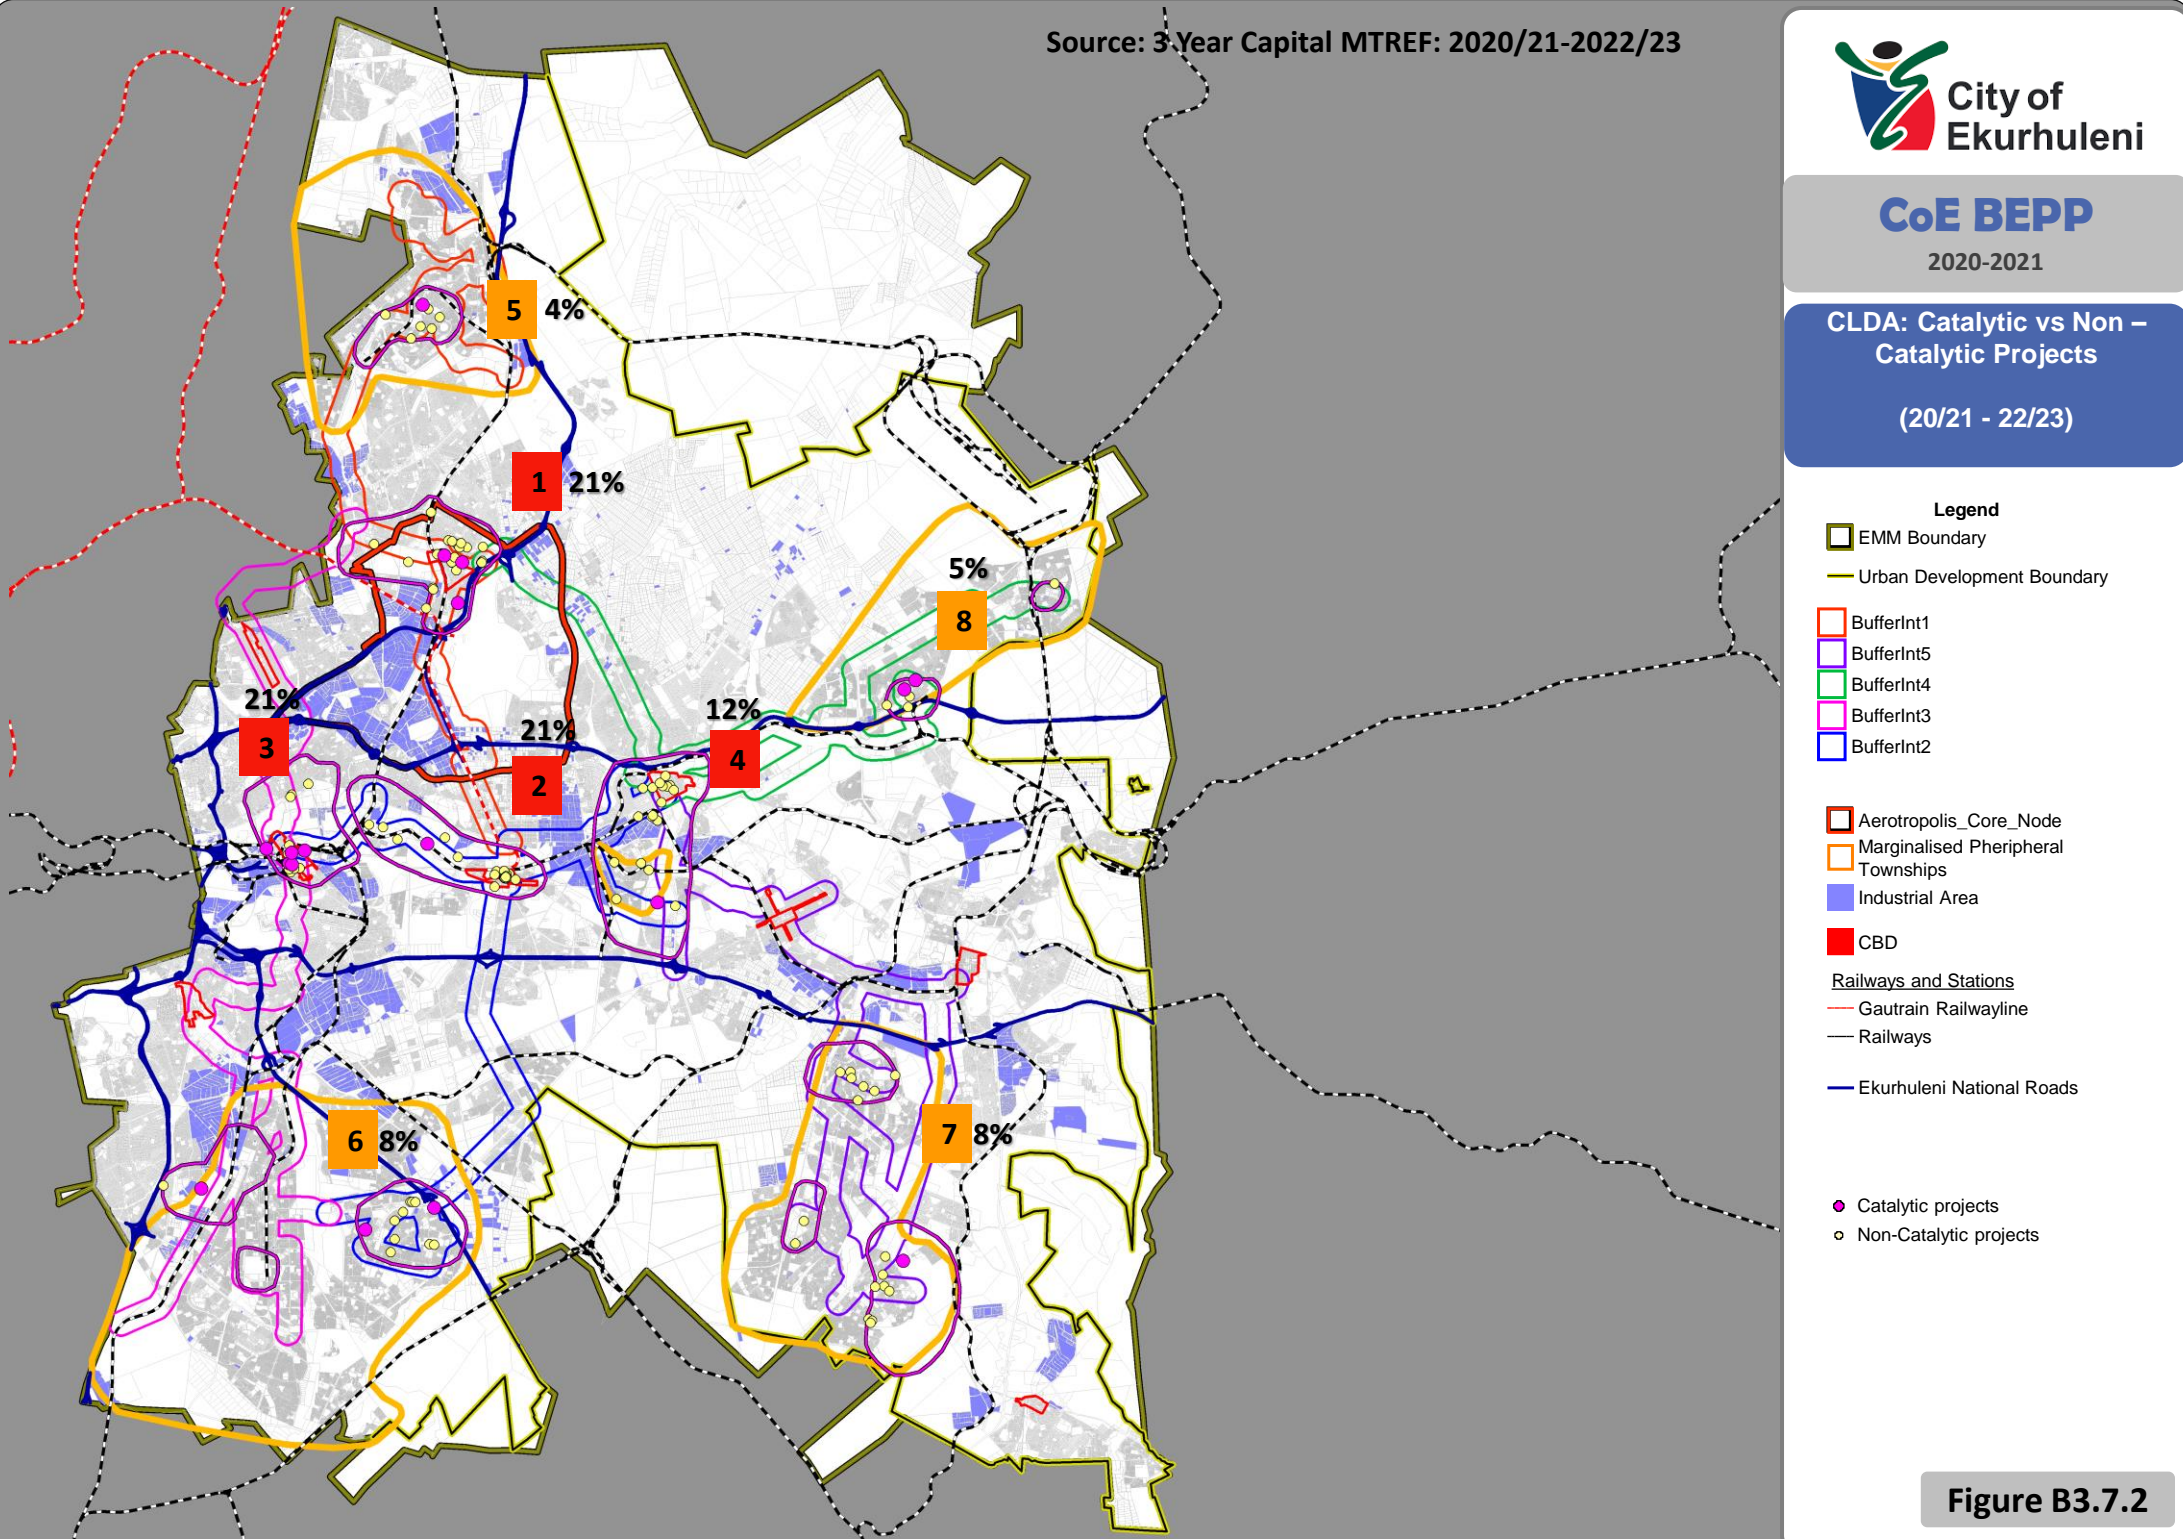 Source: 3 Year Capital MTREF: 2020/21-2022/23
5 4%
1 21%
5%
8
21%
3
21%
2
12%
4
6 8%
7 8%
City of
Ekurhuleni
CoE BEPP
2020-2021
CLDA: Catalytic vs Non –
Catalytic Projects
(20/21 - 22/23)
Legend
EMM Boundary
Urban Development Boundary
BufferInt1
BufferInt5
BufferInt4
BufferInt3
BufferInt2
Aerotropolis_Core_Node
Marginalised Pheripheral
Townships
Industrial Area
CBD
Railways and Stations
Gautrain Railwayline
Railways
Ekurhuleni National Roads
Catalytic projects
Non-Catalytic projects
Figure B3.7.2